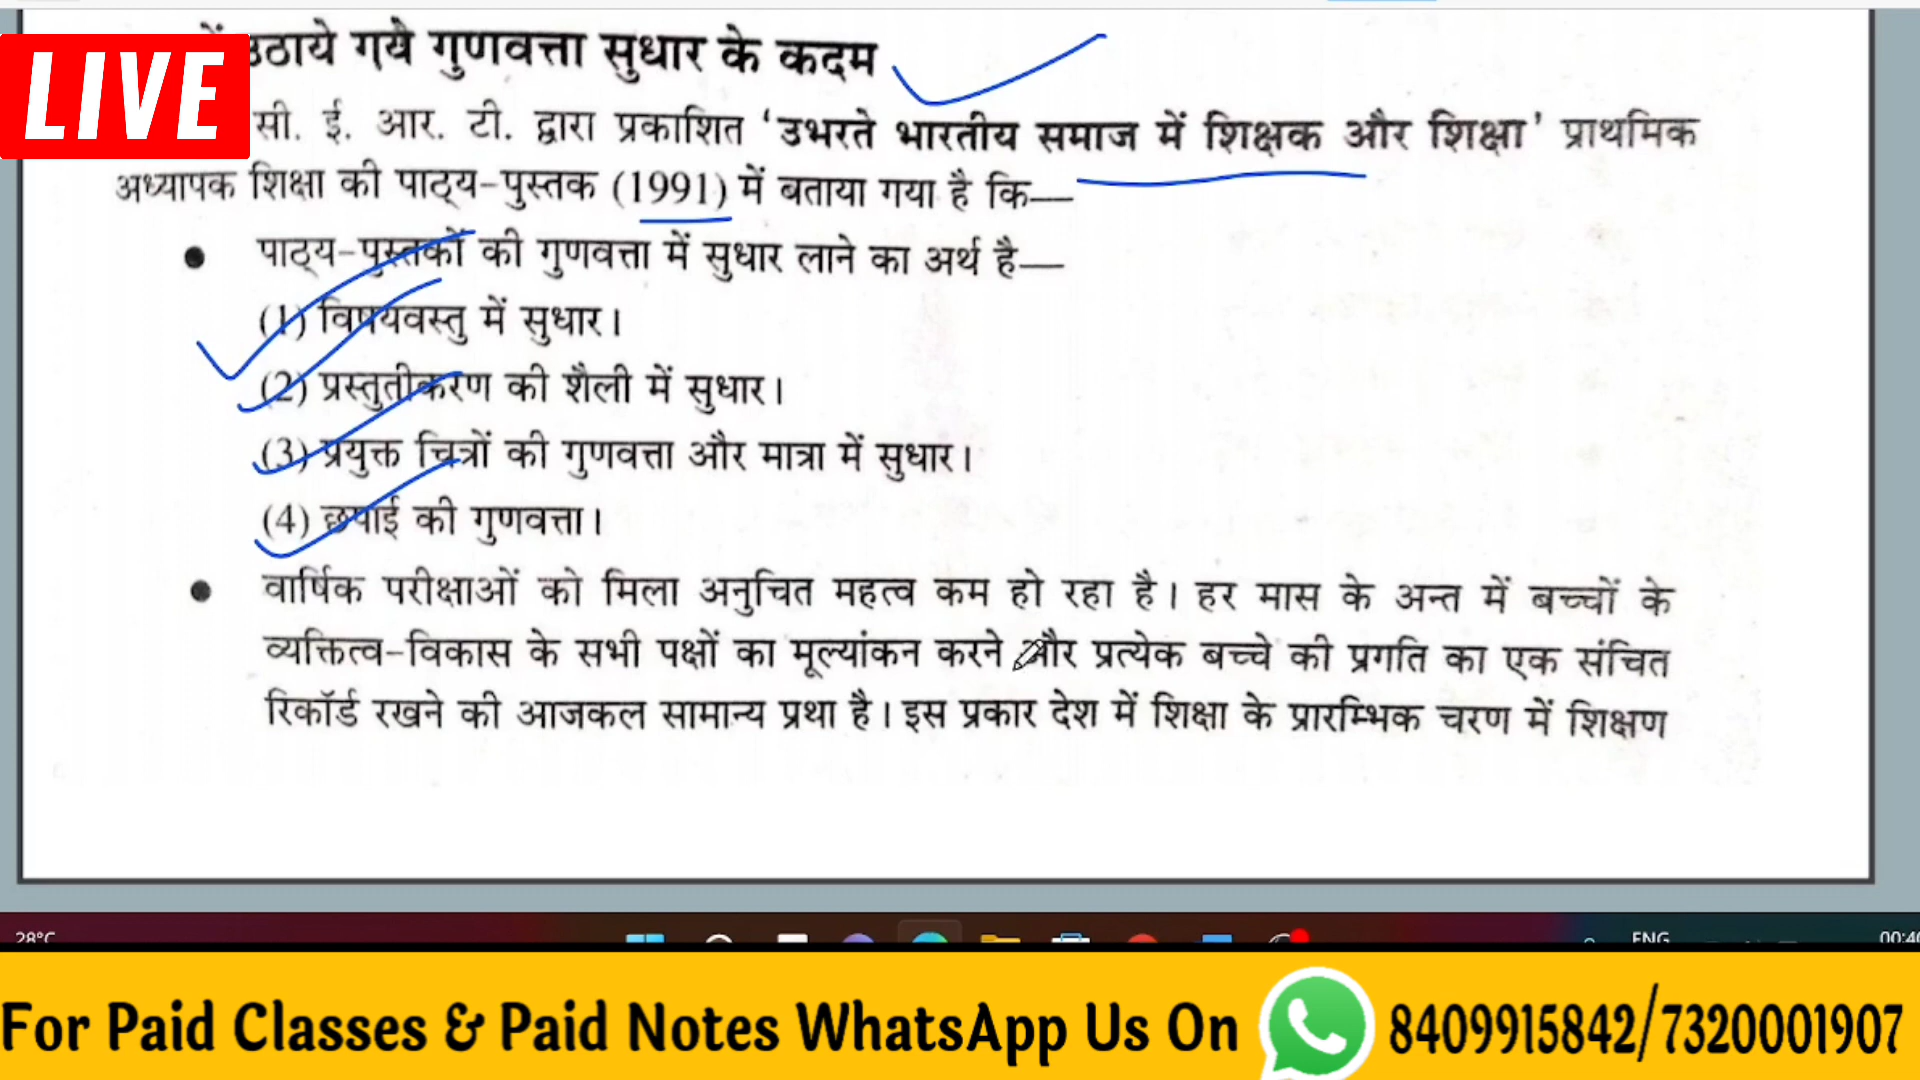 LIVE
में उठाये गये गुणवत्ता सुधार के कदम
सी. ई. आर. टी. द्वारा प्रकाशित ‘उभरते भारतीय समाज में शिक्षक और शिक्षा’ प्राथमिक
अध्यापक शिक्षा की पाठ्य-पुस्तक (1991) में बताया गया है कि—
● पाठ्य-पुस्तकों की गुणवत्ता में सुधार लाने का अर्थ है—
(1) विषयवस्तु में सुधार।
(2) प्रस्तुतीकरण की शैली में सुधार।
(3) प्रयुक्त चित्रों की गुणवत्ता और मात्रा में सुधार।
(4) छपाई की गुणवत्ता।
● वार्षिक परीक्षाओं को मिला अनुचित महत्व कम हो रहा है। हर मास के अन्त में बच्चों के
व्यक्तित्व-विकास के सभी पक्षों का मूल्यांकन करने और प्रत्येक बच्चे की प्रगति का एक संचित
रिकॉर्ड रखने की आजकल सामान्य प्रथा है। इस प्रकार देश में शिक्षा के प्रारम्भिक चरण में शिक्षण
28°C
ENG
For Paid Classes & Paid Notes WhatsApp Us On 8409915842/7320001907